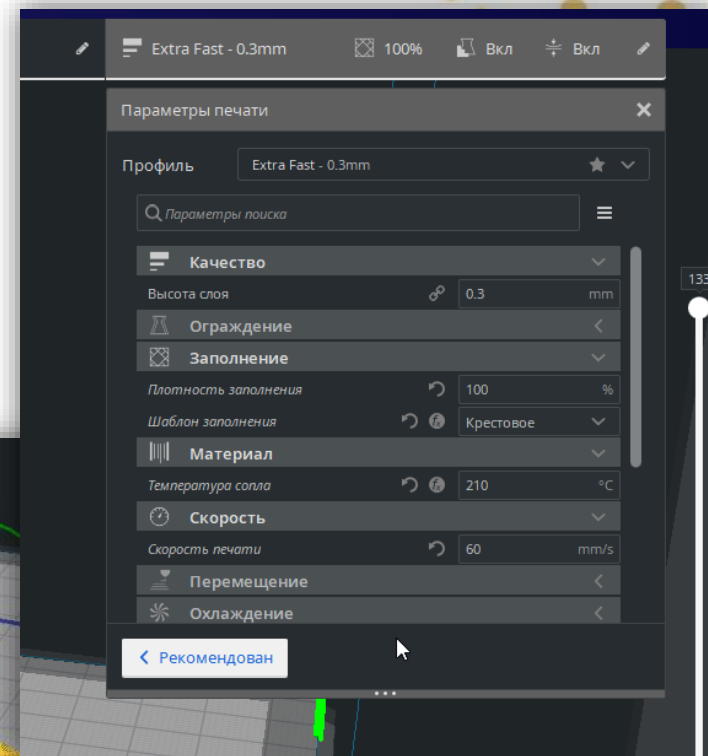 Extra Fast - 0.3mm 100% Вкл Вкл
Параметры печати
Профиль Extra Fast - 0.3mm
Параметры поиска
Качество
Высота слоя 0.3 mm
133
Ограждение
Заполнение
Плотность заполнения 100 %
Шаблон заполнения Крестовое
Материал
Температура сопла 210 °C
Скорость
Скорость печати 60 mm/s
Перемещение
Охлаждение
Рекомендован